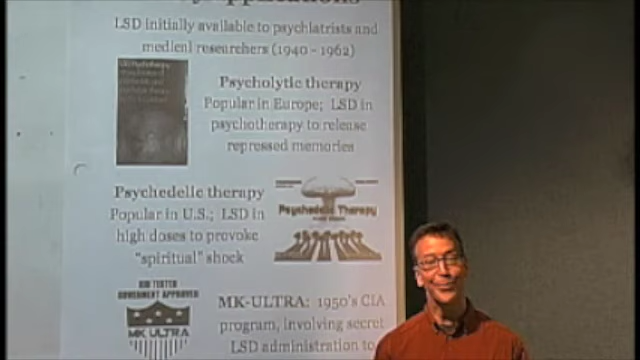 LSD initially available to psychiatrists and
medical researchers (1940 - 1962)
Psycholytic therapy
Popular in Europe; LSD in
psychotherapy to release
repressed memories
Psychedelic therapy
Popular in U.S.; LSD in
high doses to provoke
"spiritual" shock
Psychedelic Therapy
GOVERNMENT APPROVED
MK ULTRA
MK-ULTRA: 1950's CIA
program, involving secret
LSD administration to